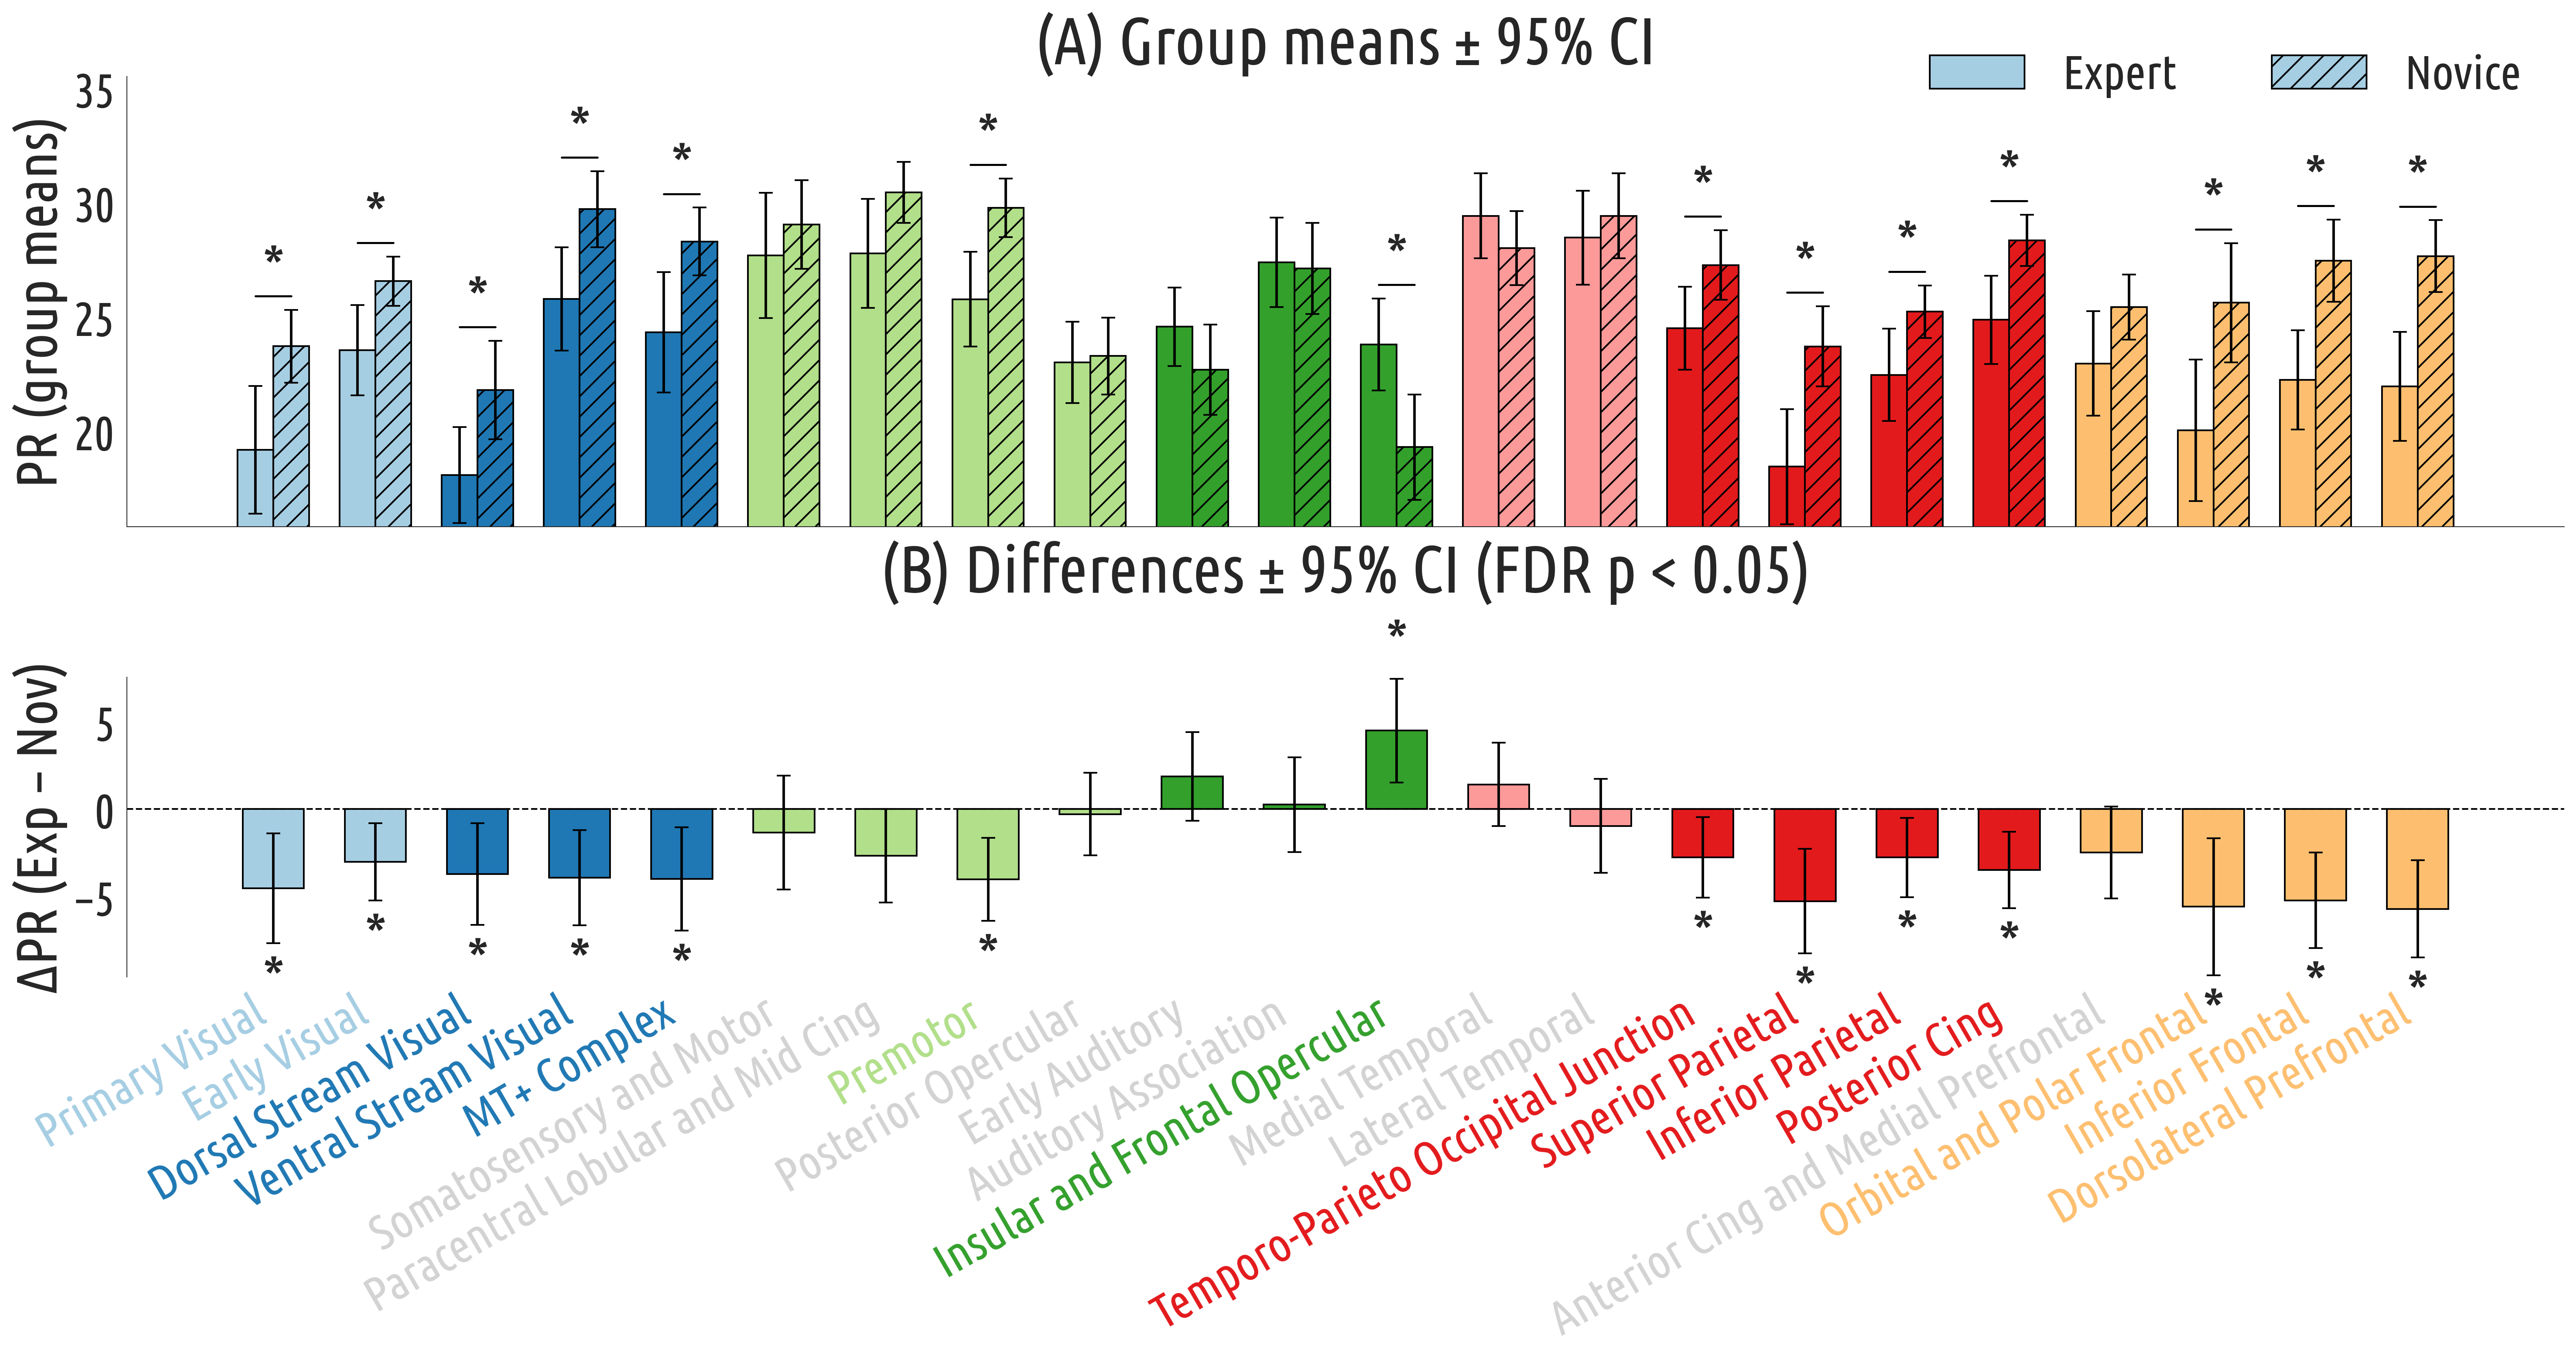 (A) Group means ± 95% CI
Expert
Novice
PR (group means)
35
30
25
20
* * * * * * * * * * * * * *
(B) Differences ± 95% CI (FDR p < 0.05)
ΔPR (Exp – Nov)
5
0
−5
* * * * * * * * * * * * * *
Primary Visual
Early Visual
Dorsal Stream Visual
Ventral Stream Visual
MT+ Complex
Somatosensory and Motor
Paracentral Lobular and Mid Cing
Premotor
Posterior Opercular
Early Auditory
Auditory Association
Insular and Frontal Opercular
Medial Temporal
Lateral Temporal
Temporo-Parieto Occipital Junction
Superior Parietal
Inferior Parietal
Posterior Cing
Anterior Cing and Medial Prefrontal
Orbital and Polar Frontal
Inferior Frontal
Dorsolateral Prefrontal